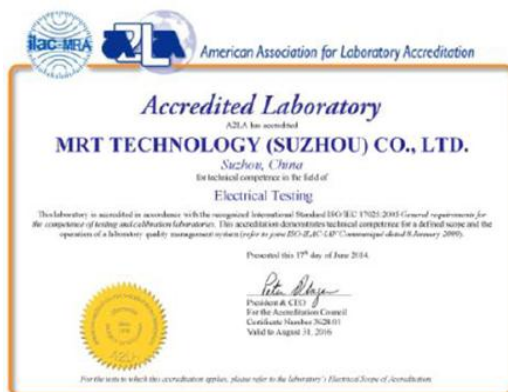 ilac-MRA
A2LA
American Association for Laboratory Accreditation
Accredited Laboratory
A2LA has accredited
MRT TECHNOLOGY (SUZHOU) CO., LTD.
Suzhou, China
for technical competence in the field of
Electrical Testing
This laboratory is accredited in accordance with the recognized International Standard ISO/IEC 17025:2005 General requirements for
the competence of testing and calibration laboratories. This accreditation demonstrates technical competence for a defined scope and the
operation of a laboratory quality management system (refer to joint ISO-ILAC-IAF Communiqué dated 8 January 2009).
Presented this 17th day of June 2014.
President & CEO
For the Accreditation Council
Certificate Number 3628.01
Valid to August 31, 2016
For the tests to which this accreditation applies, please refer to the laboratory's Electrical Scope of Accreditation.